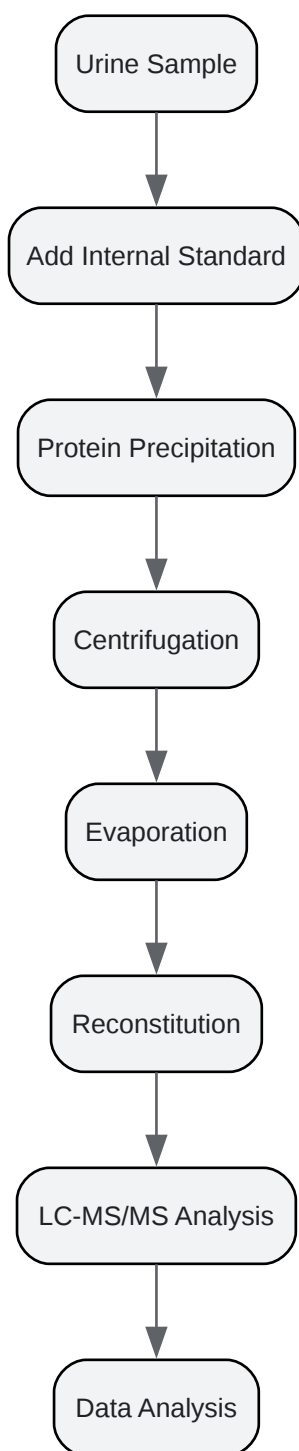 Urine Sample
Add Internal Standard
Protein Precipitation
Centrifugation
Evaporation
Reconstitution
LC-MS/MS Analysis
Data Analysis